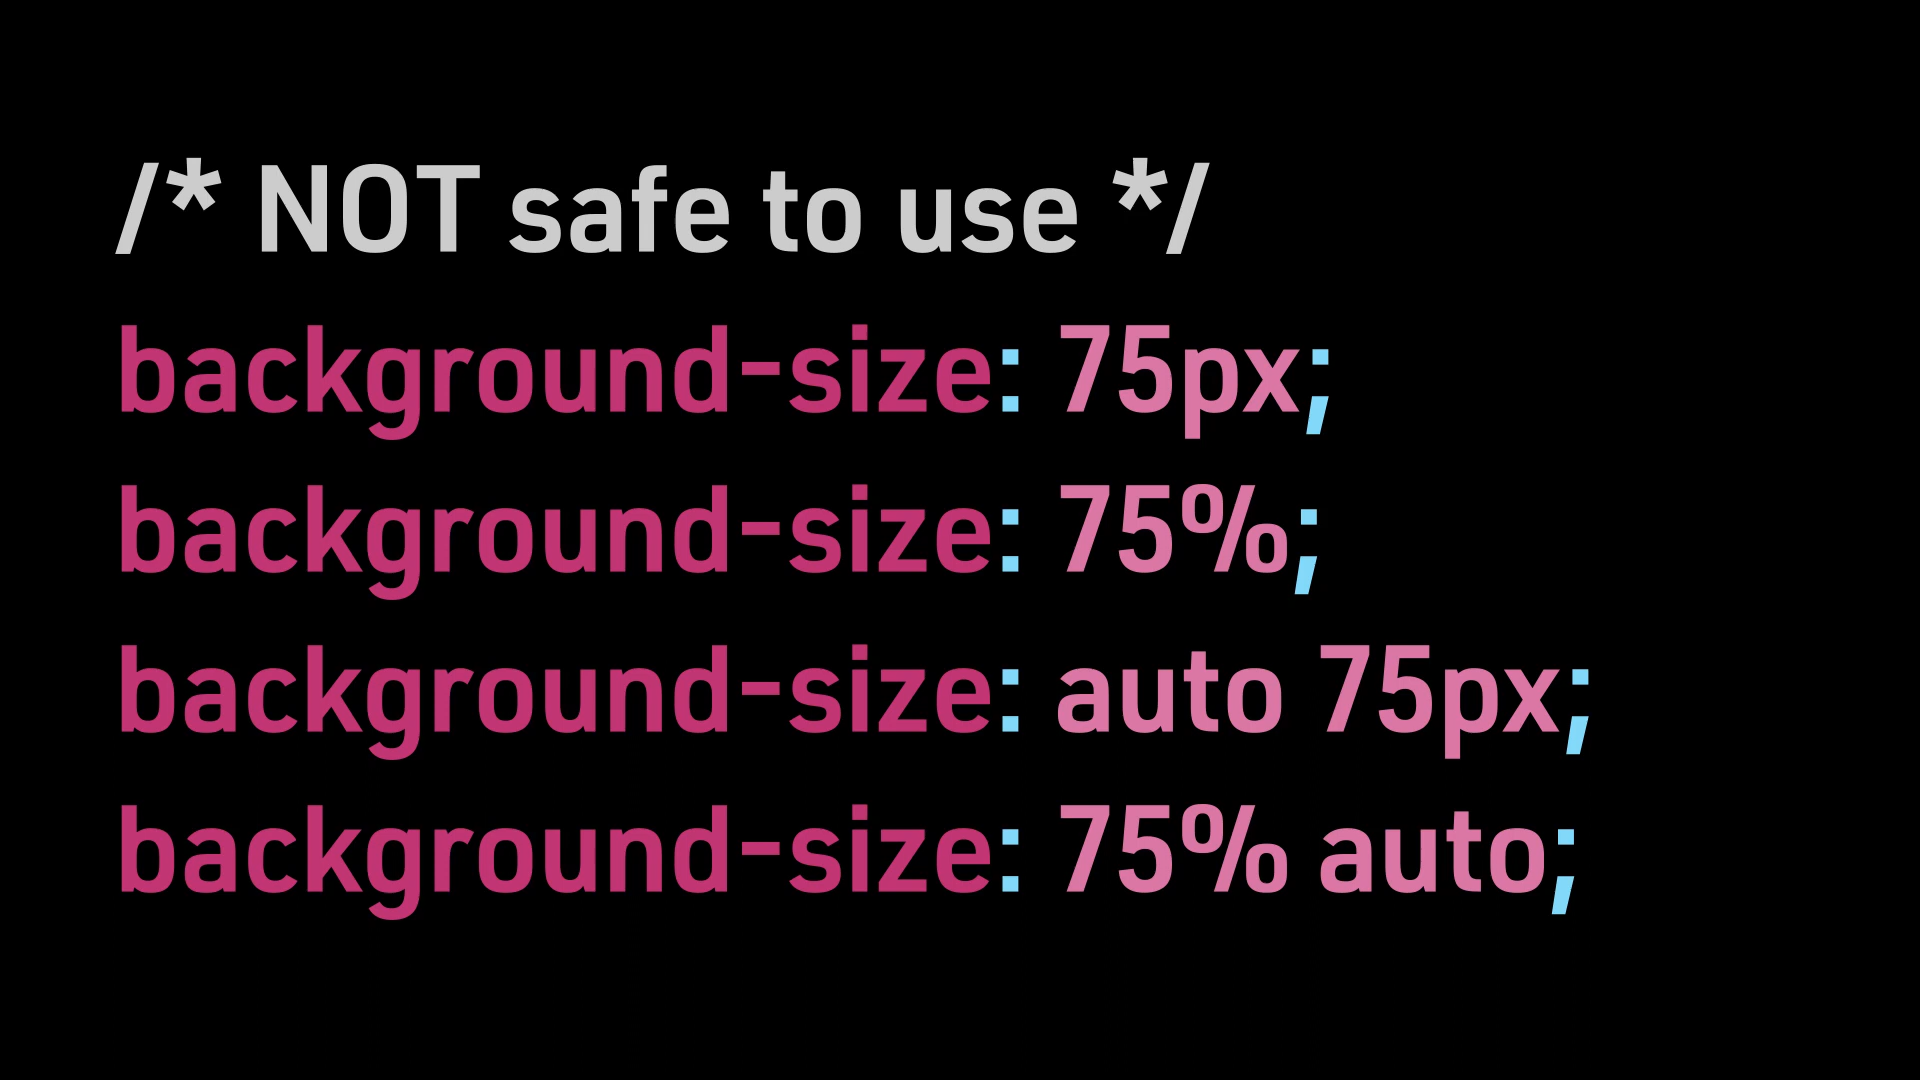 /* NOT safe to use */
background-size: 75px;
background-size: 75%;
background-size: auto 75px;
background-size: 75% auto;